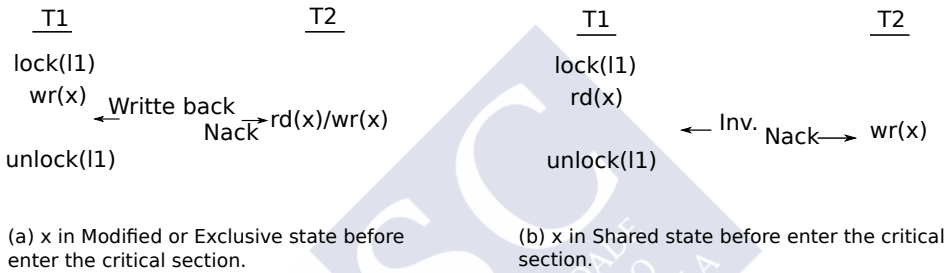 T1 T2
lock(l1)
wr(x)
Writte back
Nack rd(x)/wr(x)
unlock(l1)
(a) x in Modified or Exclusive state before
enter the critical section.
T1 T2
lock(l1)
rd(x)
Inv. Nack wr(x)
unlock(l1)
(b) x in Shared state before enter the critical
section.